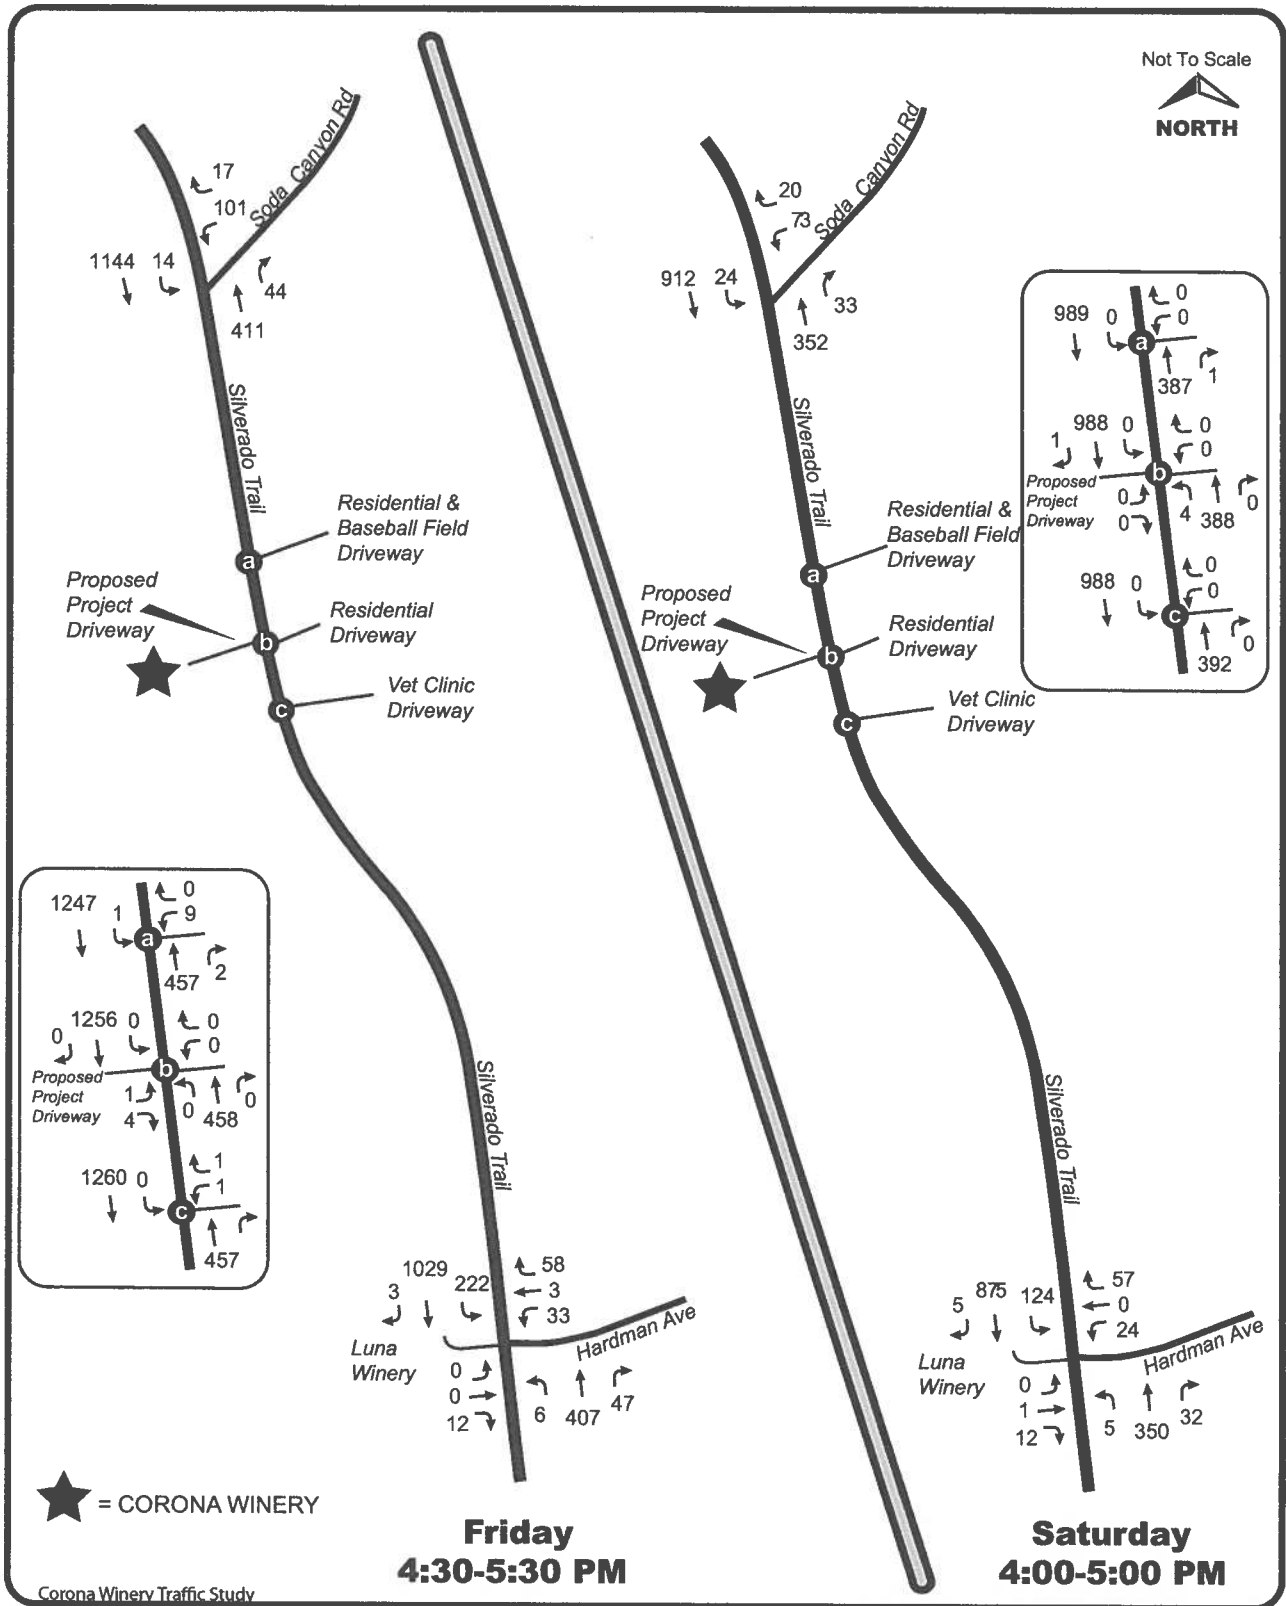 Not To Scale
NORTH
17
101
Soda Canyon Rd
1144 14
44
411
Silverado Trail
Residential &
Baseball Field
Driveway
a
Proposed
Project
Driveway
b
Residential
Driveway
c
Vet Clinic
Driveway
1247 1
0
9
a
457 2
0 1256 0
0
0
b
Proposed
Project
Driveway
1
4
0 458 0
1260 0
1
1
c
457
Silverado Trail
3 1029 222
58
3
33
Luna
Winery
Hardman Ave
0
0
12
6 407 47
= CORONA WINERY
Friday
4:30-5:30 PM
20
73
Soda Canyon Rd
912 24
33
352
Silverado Trail
Residential &
Baseball Field
Driveway
a
Proposed
Project
Driveway
b
Residential
Driveway
c
Vet Clinic
Driveway
989 0
0
0
a
387 1
1 988 0
0
0
b
Proposed
Project
Driveway
0
0
4 388 0
988 0
0
0
c
392 0
Silverado Trail
5 875 124
57
0
24
Luna
Winery
Hardman Ave
0
1
12
5 350 32
Saturday
4:00-5:00 PM
Corona Winery Traffic Study